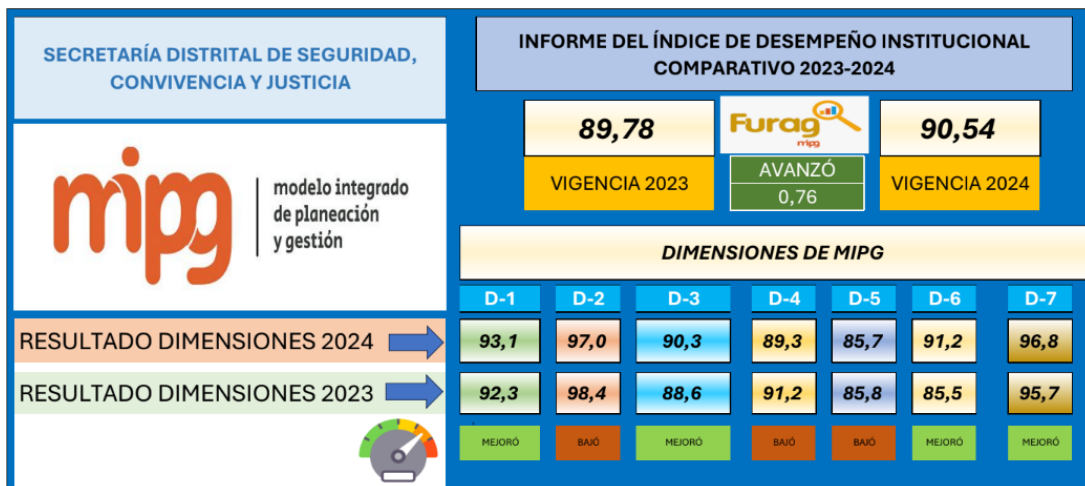 SECRETARÍA DISTRITAL DE SEGURIDAD,
CONVIVENCIA Y JUSTICIA
INFORME DEL ÍNDICE DE DESEMPEÑO INSTITUCIONAL
COMPARATIVO 2023-2024
89,78
Furag
mipg
90,54
VIGENCIA 2023
AVANZÓ
0,76
VIGENCIA 2024
mipg
modelo integrado
de planeación
y gestión
DIMENSIONES DE MIPG
D-1 D-2 D-3 D-4 D-5 D-6 D-7
RESULTADO DIMENSIONES 2024 93,1 97,0 90,3 89,3 85,7 91,2 96,8
RESULTADO DIMENSIONES 2023 92,3 98,4 88,6 91,2 85,8 85,5 95,7
MEJORÓ BAJÓ MEJORÓ BAJÓ BAJÓ MEJORÓ MEJORÓ